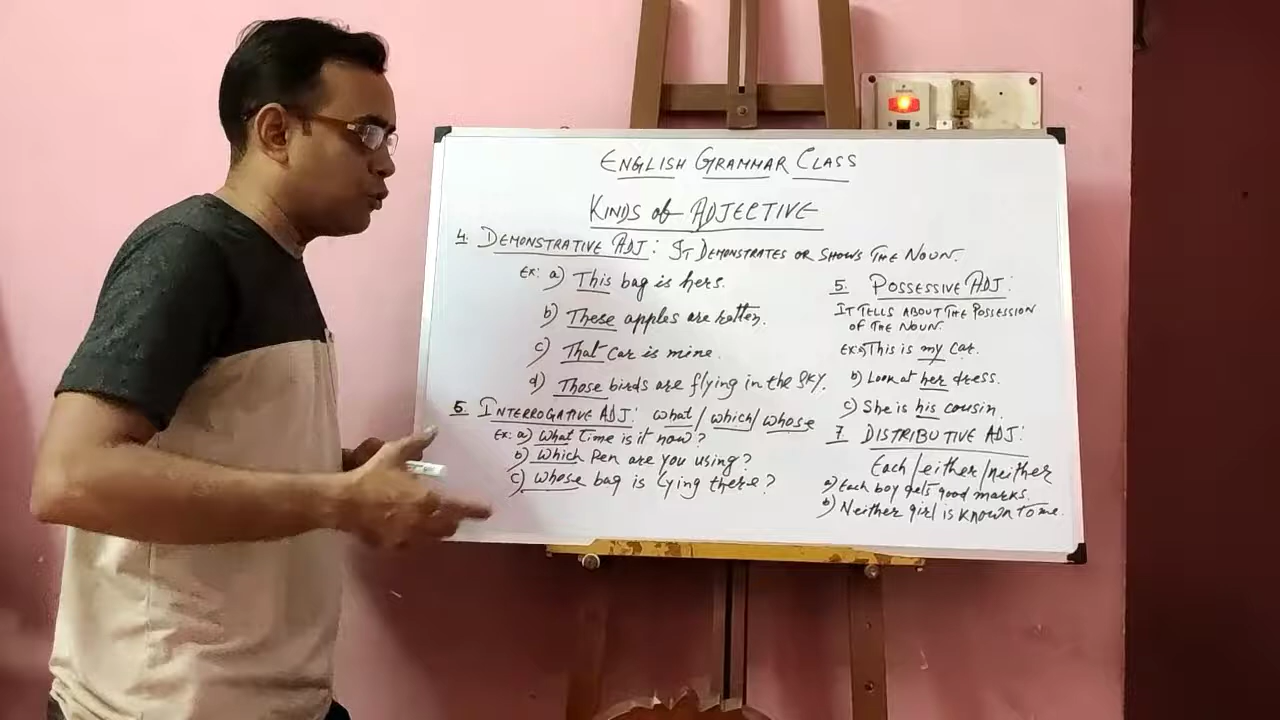 ENGLISH GRAMMAR CLASS
KINDS of ADJECTIVE
4. DEMONSTRATIVE ADJ: IT DEMONSTRATES OR SHOWS THE NOUN.
Ex: a) This bag is hers.
b) These apples are rotten.
c) That car is mine.
d) Those birds are flying in the SKY.
6. INTERROGATIVE ADJ: what/which/whose
Ex: a) What Time is it now?
b) Which Pen are you using?
c) Whose bag is lying there?
5. POSSESSIVE ADJ:
IT TELLS ABOUT THE POSSESSION
OF THE NOUN.
Ex: a) This is my car.
b) Look at her dress.
c) She is his cousin.
7. DISTRIBUTIVE ADJ:
Each/either/neither
a) Each boy gets good marks.
b) Neither girl is known to me.